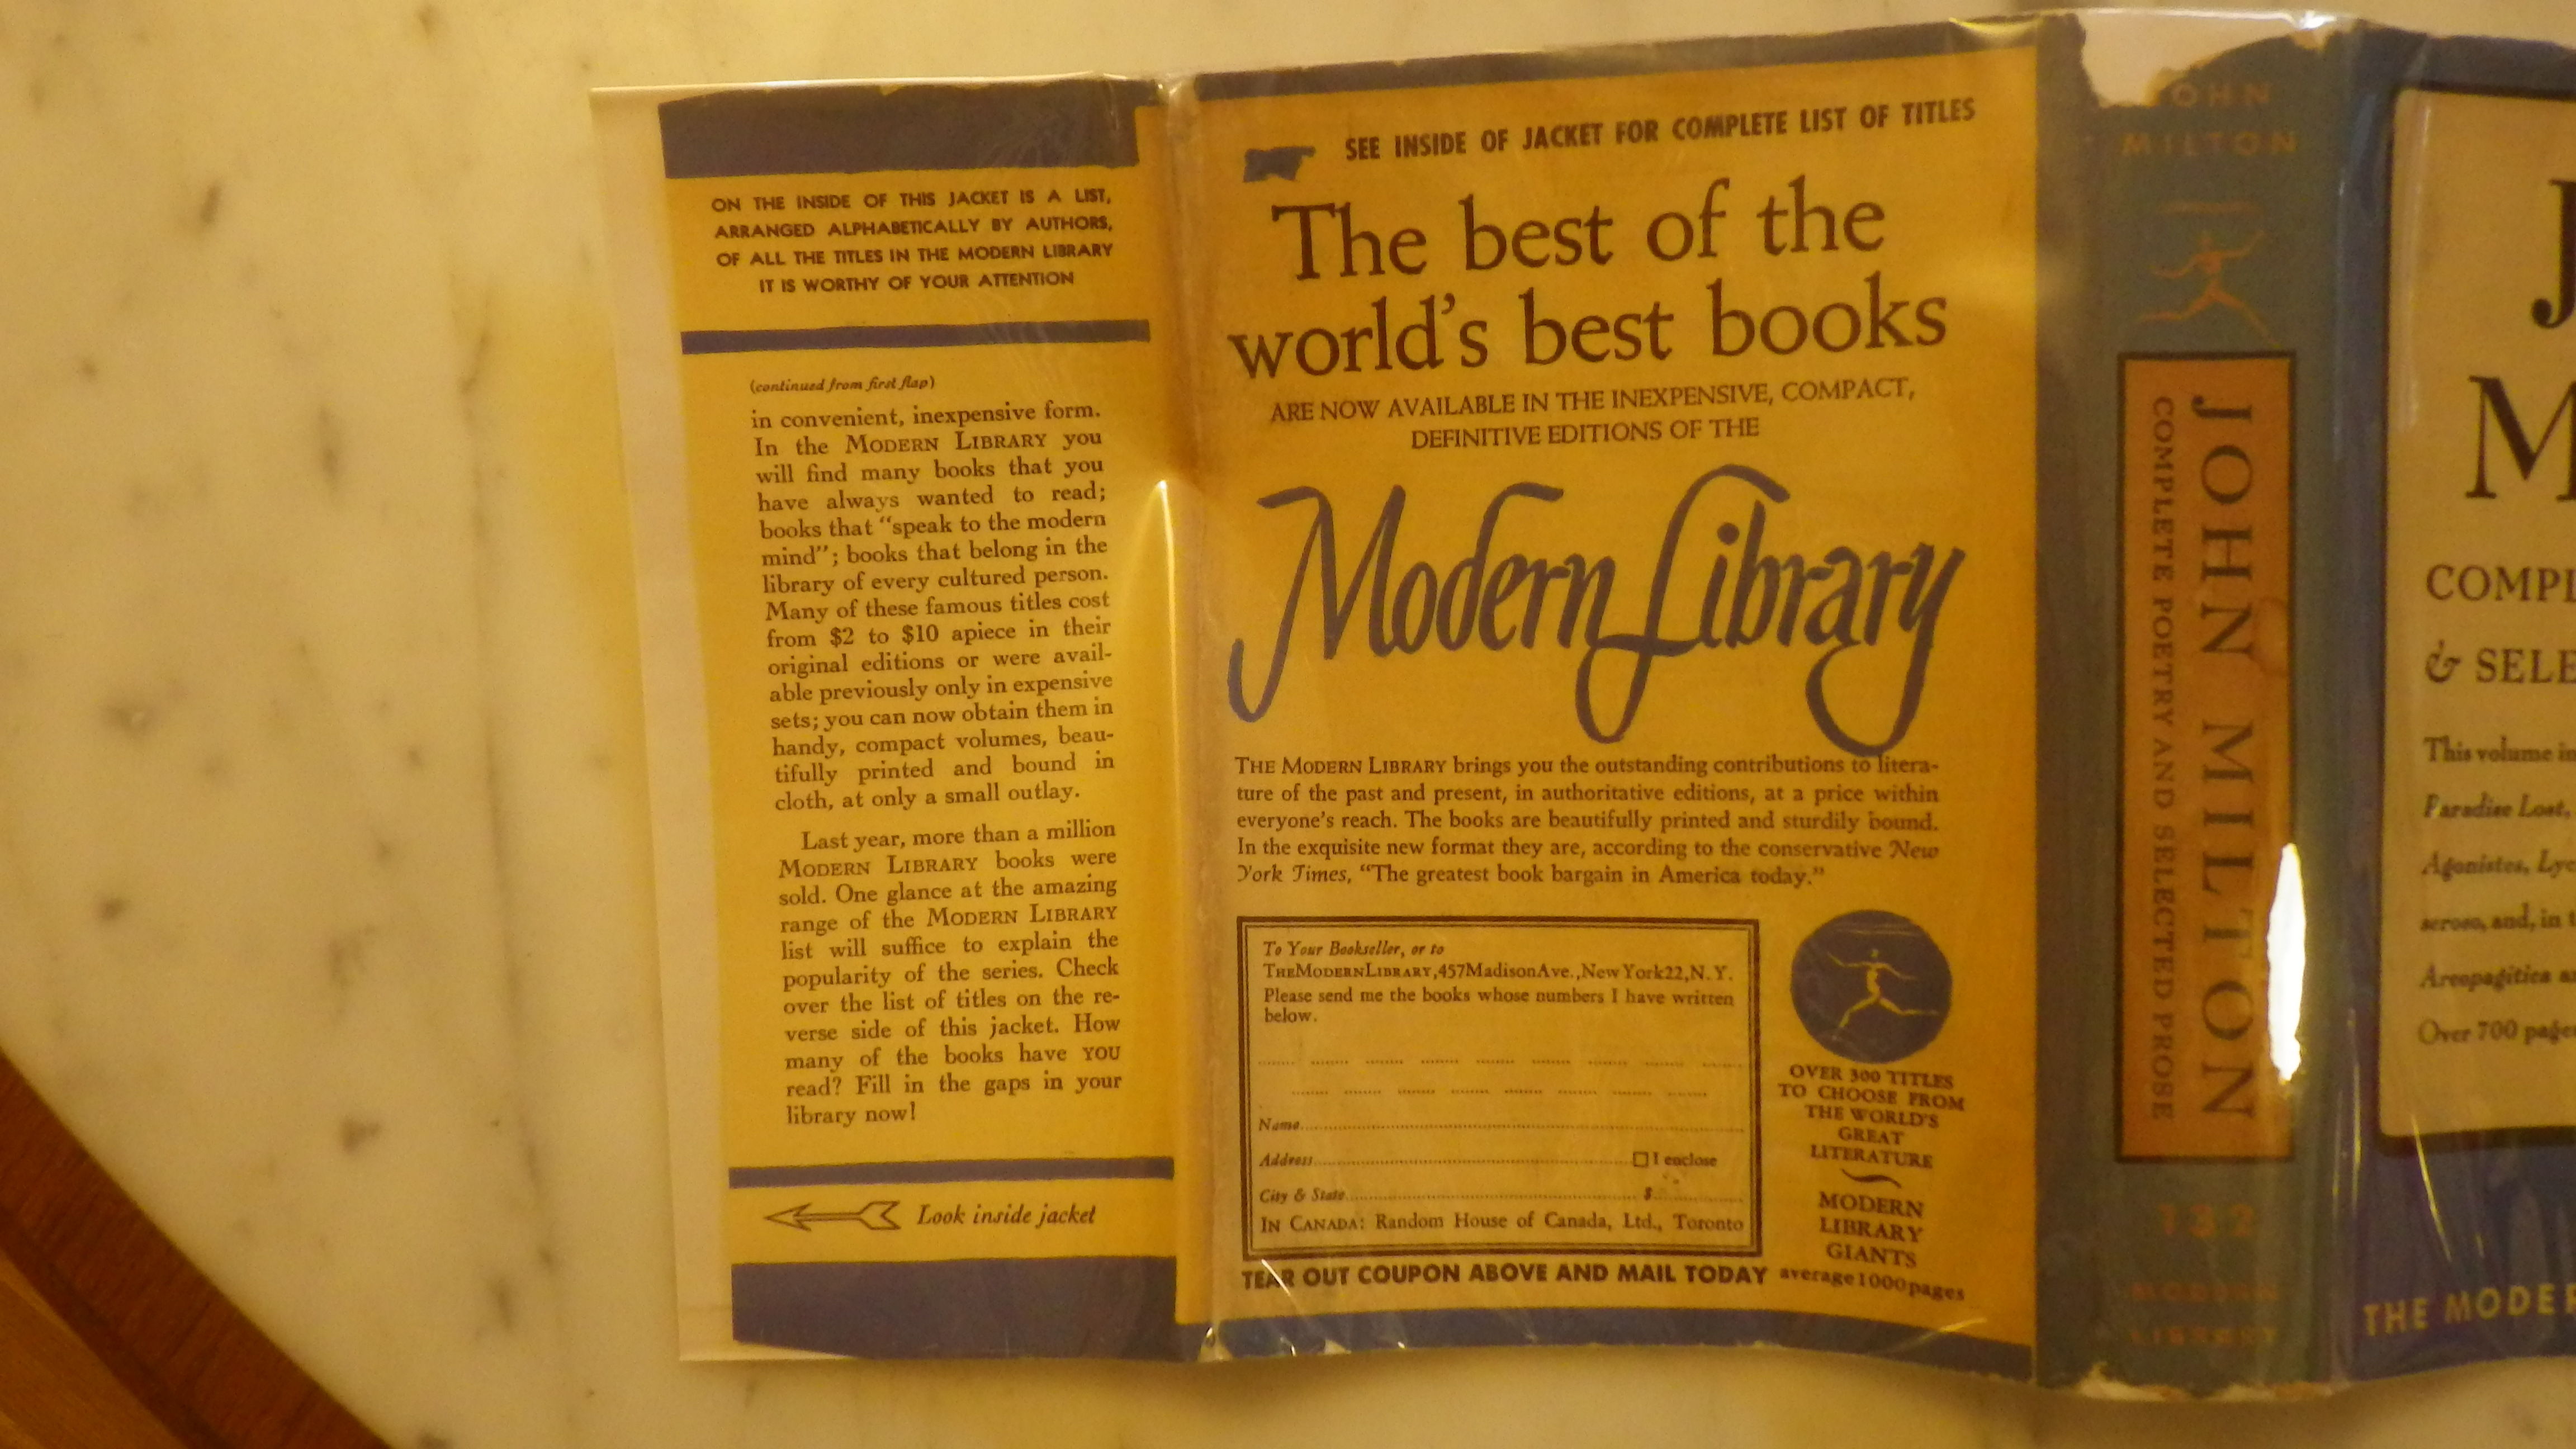 ON THE INSIDE OF THIS JACKET IS A LIST,
ARRANGED ALPHABETICALLY BY AUTHORS,
OF ALL THE TITLES IN THE MODERN LIBRARY
IT IS WORTHY OF YOUR ATTENTION
(continued from first flap)
in convenient, inexpensive form.
In the MODERN LIBRARY you
will find many books that you
have always wanted to read;
books that “speak to the modern
mind”; books that belong in the
library of every cultured person.
Many of these famous titles cost
from $2 to $10 apiece in their
original editions or were avail-
able previously only in expensive
sets; you can now obtain them in
handy, compact volumes, beau-
tifully printed and bound in
cloth, at only a small outlay.
Last year, more than a million
MODERN LIBRARY books were
sold. One glance at the amazing
range of the MODERN LIBRARY
list will suffice to explain the
popularity of the series. Check
over the list of titles on the re-
verse side of this jacket. How
many of the books have YOU
read? Fill in the gaps in your
library now!
Look inside jacket
SEE INSIDE OF JACKET FOR COMPLETE LIST OF TITLES
The best of the
world's best books
ARE NOW AVAILABLE IN THE INEXPENSIVE, COMPACT,
DEFINITIVE EDITIONS OF THE
Modern Library
THE MODERN LIBRARY brings you the outstanding contributions to litera-
ture of the past and present, in authoritative editions, at a price within
everyone's reach. The books are beautifully printed and sturdily bound.
In the exquisite new format they are, according to the conservative New
York Times, “The greatest book bargain in America today.”
To Your Bookseller, or to
THE MODERN LIBRARY, 457 Madison Ave., New York 22, N. Y.
Please send me the books whose numbers I have written
below.
Name
Address □ I enclose
City & State $
IN CANADA: Random House of Canada, Ltd., Toronto
TEAR OUT COUPON ABOVE AND MAIL TODAY
OVER 300 TITLES
TO CHOOSE FROM
THE WORLD'S
GREAT
LITERATURE
MODERN
LIBRARY
GIANTS
average 1000 pages
JOHN
MILTON
JOHN MILTON
COMPLETE POETRY AND SELECTED PROSE
132
MODERN
LIBRARY
J
M
COMPL
& SELE
This volume in
Paradise Lost,
Agonistes, Lyc
seroso, and, in t
Areopagitica a
Over 700 page
THE MODER